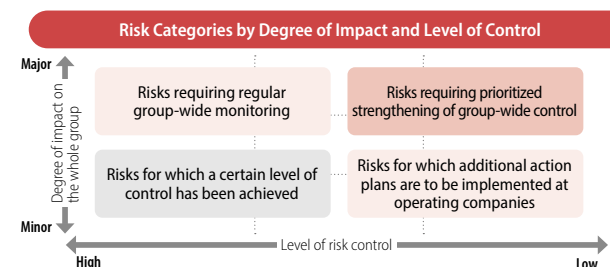 Risk Categories by Degree of Impact and Level of Control
Major
Degree of impact on
the whole group
Risks requiring regular
group-wide monitoring
Risks requiring prioritized
strengthening of group-wide control
Risks for which a certain level of
control has been achieved
Risks for which additional action
plans are to be implemented at
operating companies
Minor
Level of risk control
High
Low